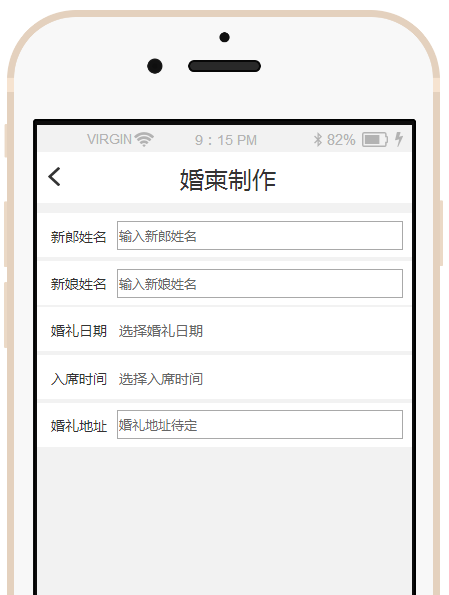 VIRGIN 9：15 PM 82%
婚柬制作
新郎姓名 输入新郎姓名
新娘姓名 输入新娘姓名
婚礼日期 选择婚礼日期
入席时间 选择入席时间
婚礼地址 婚礼地址待定